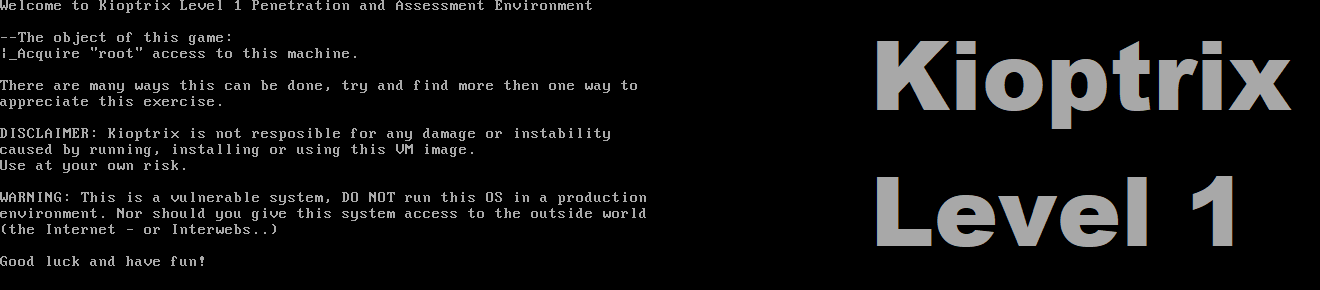 Welcome to Kioptrix Level 1 Penetration and Assessment Environment
--The object of this game:
|_Acquire "root" access to this machine.
There are many ways this can be done, try and find more then one way to
appreciate this exercise.
DISCLAIMER: Kioptrix is not resposible for any damage or instability
caused by running, installing or using this VM image.
Use at your own risk.
WARNING: This is a vulnerable system, DO NOT run this OS in a production
environment. Nor should you give this system access to the outside world
(the Internet - or Interwebs..)
Good luck and have fun!
Kioptrix
Level 1